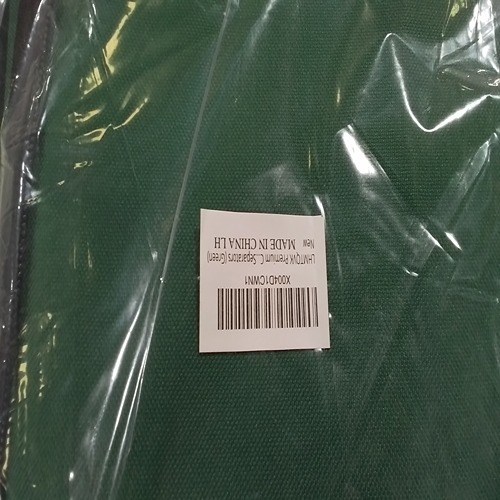 X004D1CWN1
LHMTQVK Premium C...Separators (Green)
New MADE IN CHINA LH